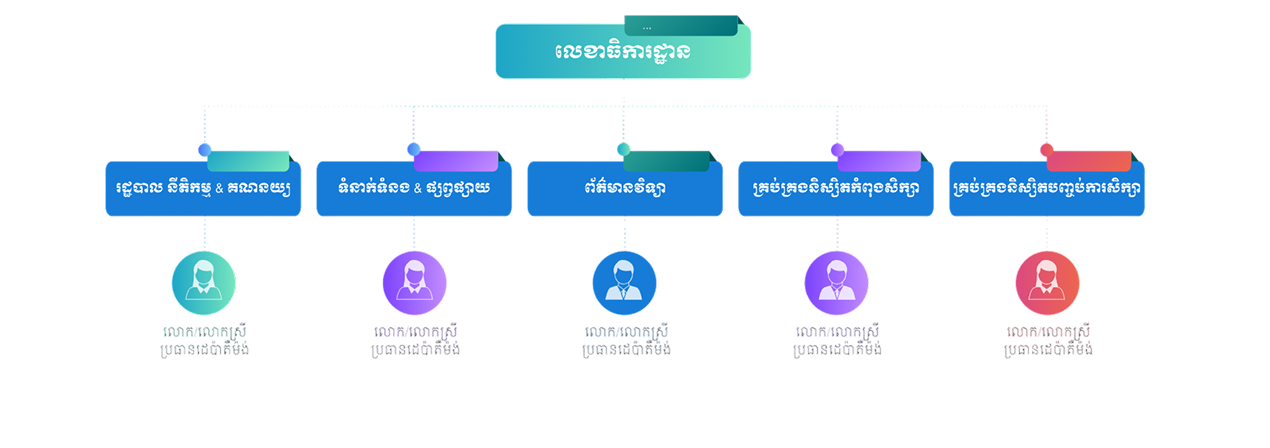 ...
លេខាធិការដ្ឋាន
រដ្ឋបាល នីតិកម្ម & គណនយ្យ
ទំនាក់ទំនង & ផ្សព្វផ្សាយ
ព័ត៌មានវិទ្យា
គ្រប់គ្រងនិស្សិតកំពុងសិក្សា
គ្រប់គ្រងនិស្សិតបញ្ចប់ការសិក្សា
លោក/លោកស្រី
ប្រធានដេប៉ាតឺម៉ង់
លោក/លោកស្រី
ប្រធានដេប៉ាតឺម៉ង់
លោក/លោកស្រី
ប្រធានដេប៉ាតឺម៉ង់
លោក/លោកស្រី
ប្រធានដេប៉ាតឺម៉ង់
លោក/លោកស្រី
ប្រធានដេប៉ាតឺម៉ង់